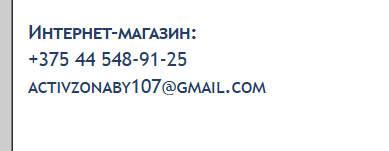 Интернет-магазин:
+375 44 548-91-25
activzonaby107@gmail.com